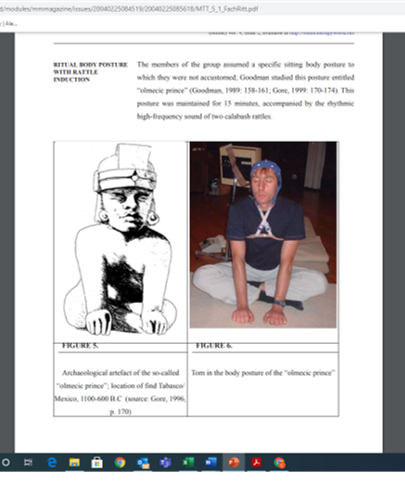 d/modules/mmmagazine/issues/20040225084519/20040225085618/MTT_5_1_FachRitt.pdf
RITUAL BODY POSTURE
WITH RATTLE
INDUCTION
The members of the group assumed a specific sitting body posture to
which they were not accustomed; Goodman studied this posture entitled
“olmecic prince” (Goodman, 1989: 158-161; Gore, 1999: 170-174). This
posture was maintained for 15 minutes, accompanied by the rhythmic
high-frequency sound of two calabash rattles.
FIGURE 5.
Archaeological artefact of the so-called
“olmecic prince”; location of find Tabasco/
Mexico, 1100-600 B.C (source: Gore, 1996,
p. 170)
FIGURE 6.
Tom in the body posture of the “olmecic prince”